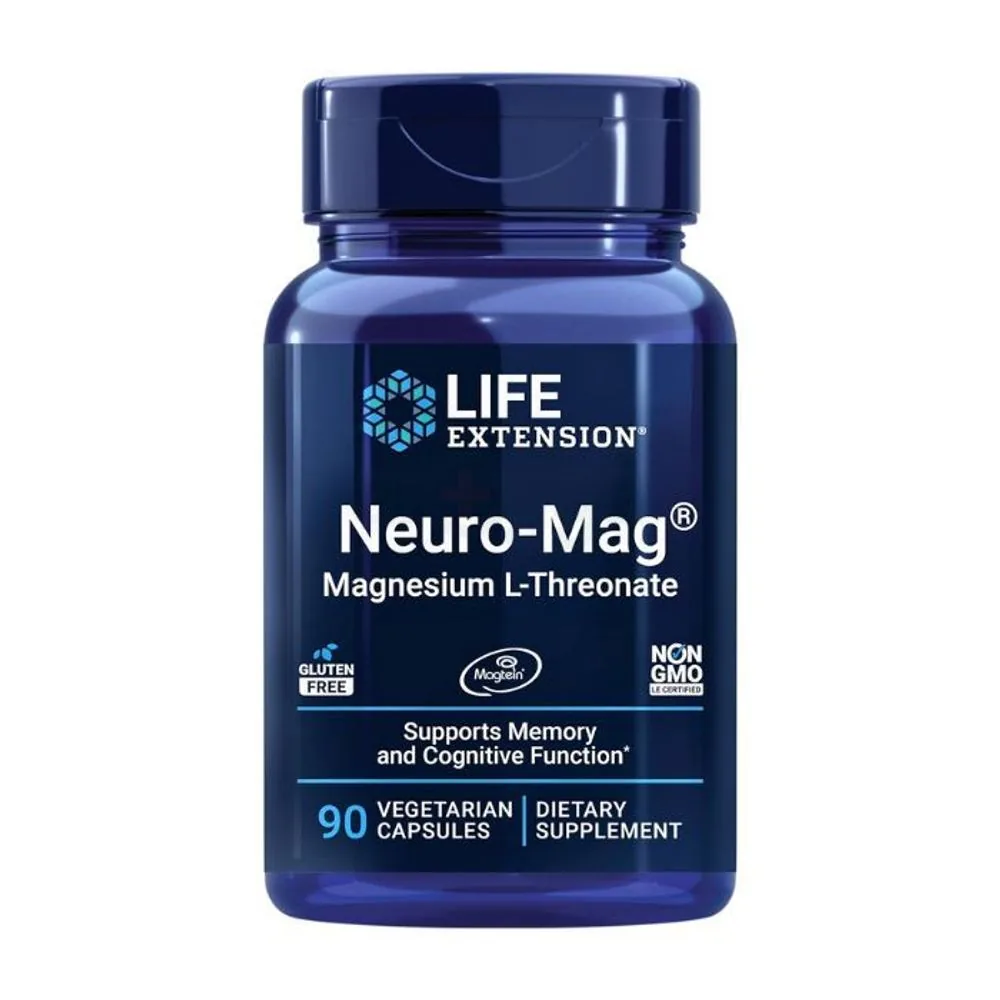 LIFE
EXTENSION®
Neuro-Mag®
Magnesium L-Threonate
GLUTEN
FREE
Magtein®
NON
GMO
LE CERTIFIED
Supports Memory
and Cognitive Function*
90 VEGETARIAN
CAPSULES
DIETARY
SUPPLEMENT